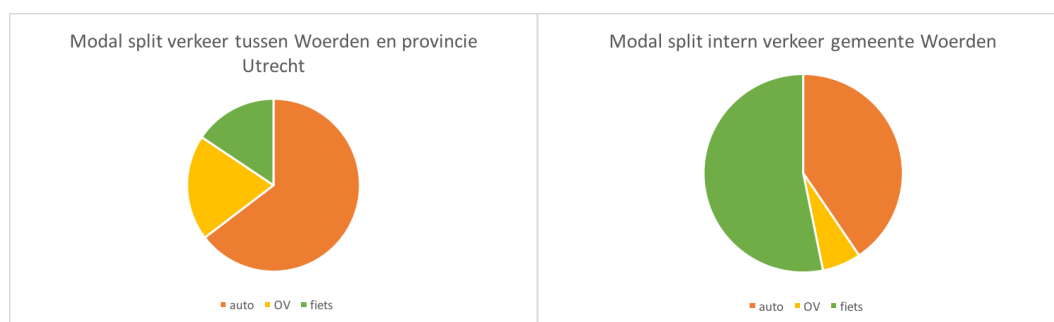 Modal split verkeer tussen Woerden en provincie
Utrecht
auto OV fiets
Modal split intern verkeer gemeente Woerden
auto OV fiets